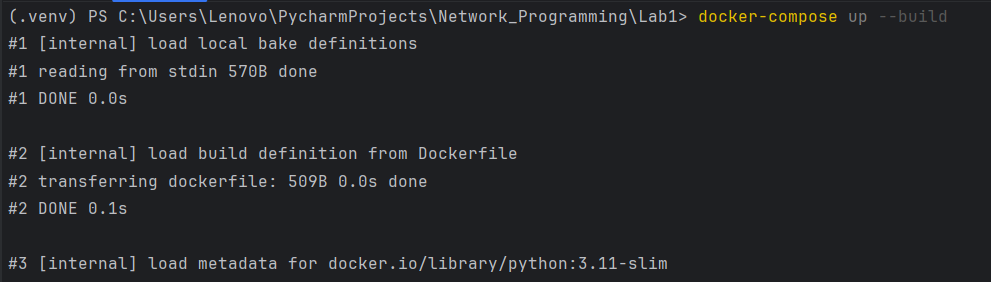 (.venv) PS C:\Users\Lenovo\PycharmProjects\Network_Programming\Lab1> docker-compose up --build
#1 [internal] load local bake definitions
#1 reading from stdin 570B done
#1 DONE 0.0s
#2 [internal] load build definition from Dockerfile
#2 transferring dockerfile: 509B 0.0s done
#2 DONE 0.1s
#3 [internal] load metadata for docker.io/library/python:3.11-slim